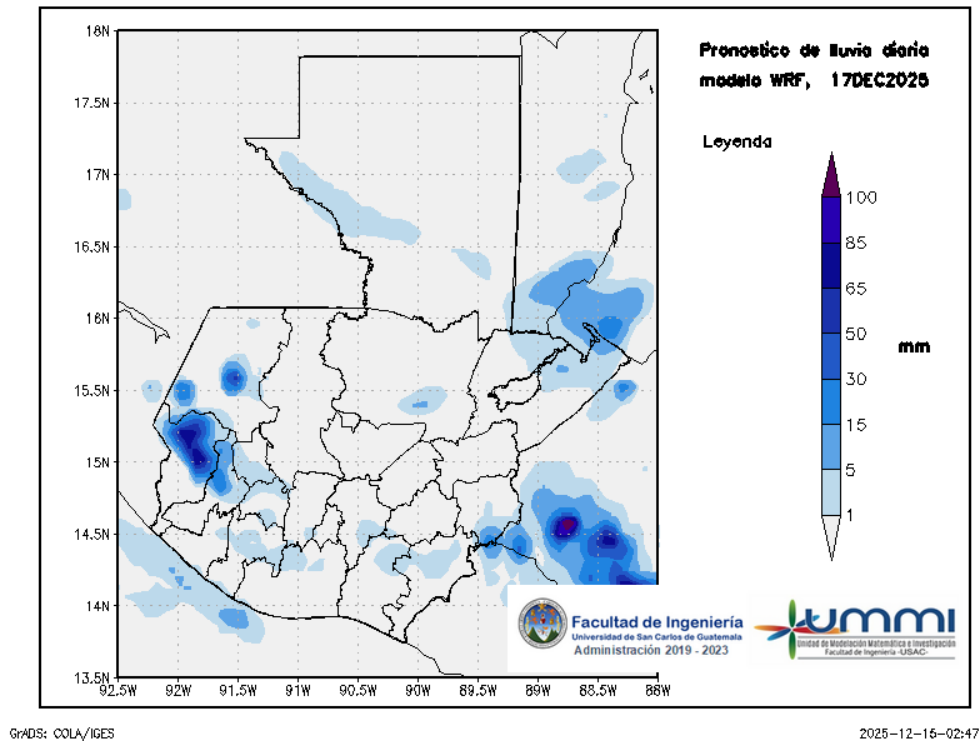 Pronostico de lluvia diaria
modelo WRF, 17DEC2025
Leyenda
100
85
65
50
30
15
5
1
mm
18N
17.5N
17N
16.5N
16N
15.5N
15N
14.5N
14N
13.5N
92.5W
92W
91.5W
91W
90.5W
90W
89.5W
89W
88.5W
88W
Facultad de Ingeniería
Universidad de San Carlos de Guatemala
Administración 2019 - 2023
ummi
Unidad de Modelación Matemática e Investigación
Facultad de Ingeniería -USAC-
GrADS: COLA/IGES
2025-12-15-02:47